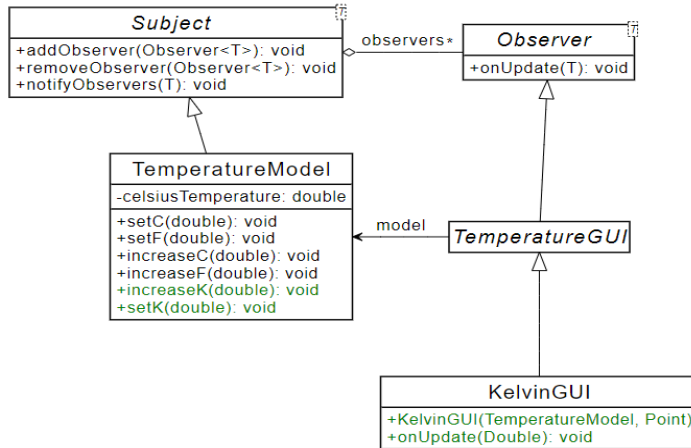 Subject
T
+addObserver(Observer<T>): void
+removeObserver(Observer<T>): void
+notifyObservers(T): void
observers*
Observer
T
+onUpdate(T): void
TemperatureModel
-celsiusTemperature: double
+setC(double): void
+setF(double): void
+increaseC(double): void
+increaseF(double): void
+increaseK(double): void
+setK(double): void
model
TemperatureGUI
KelvinGUI
+KelvinGUI(TemperatureModel, Point)
+onUpdate(Double): void